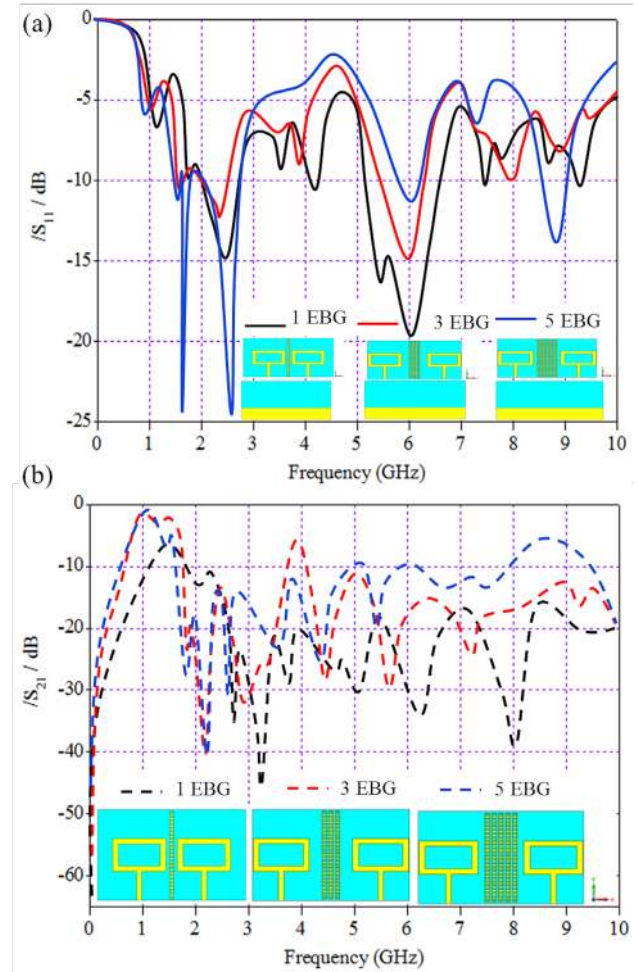 (a)
0
-5
-10
-15
-20
-25
/S11 / dB
1 EBG 3 EBG 5 EBG
0 1 2 3 4 5 6 7 8 9 10
Frequency (GHz)
(b)
0
-10
-20
-30
-40
-50
-60
/S21 / dB
1 EBG 3 EBG 5 EBG
0 1 2 3 4 5 6 7 8 9 10
Frequency (GHz)